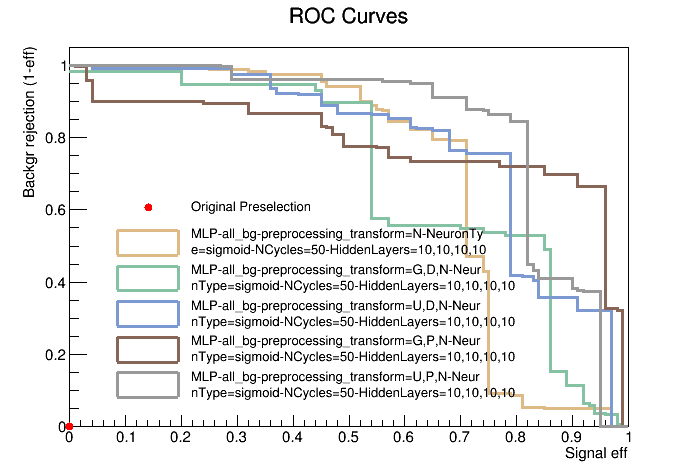 ROC Curves
Backgr rejection (1-eff)
1
0.8
0.6
0.4
0.2
0
Original Preselection
MLP-all_bg-preprocessing_transform=N-NeuronTy
e=sigmoid-NCycles=50-HiddenLayers=10,10,10,10
MLP-all_bg-preprocessing_transform=G,D,N-Neur
nType=sigmoid-NCycles=50-HiddenLayers=10,10,10,10
MLP-all_bg-preprocessing_transform=U,D,N-Neur
nType=sigmoid-NCycles=50-HiddenLayers=10,10,10,10
MLP-all_bg-preprocessing_transform=G,P,N-Neur
nType=sigmoid-NCycles=50-HiddenLayers=10,10,10,10
MLP-all_bg-preprocessing_transform=U,P,N-Neur
nType=sigmoid-NCycles=50-HiddenLayers=10,10,10,10
0 0.1 0.2 0.3 0.4 0.5 0.6 0.7 0.8 0.9 1
Signal eff